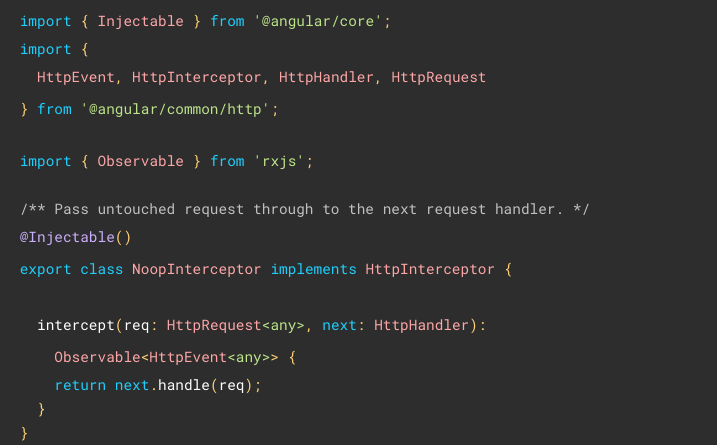 import { Injectable } from '@angular/core';
import {
  HttpEvent, HttpInterceptor, HttpHandler, HttpRequest
} from '@angular/common/http';
import { Observable } from 'rxjs';
/** Pass untouched request through to the next request handler. */
@Injectable()
export class NoopInterceptor implements HttpInterceptor {
  intercept(req: HttpRequest<any>, next: HttpHandler):
    Observable<HttpEvent<any>> {
    return next.handle(req);
  }
}